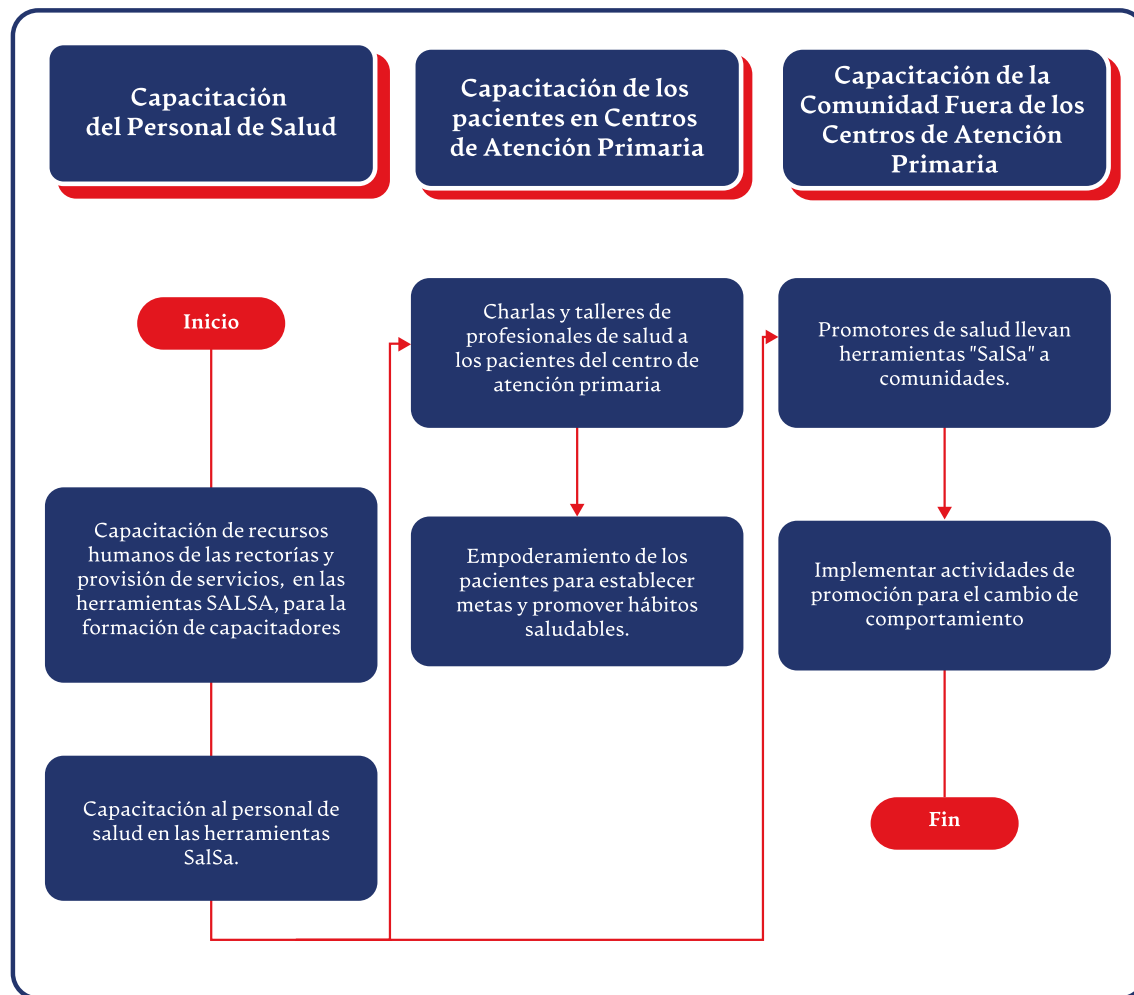 Capacitación
del Personal de Salud
Capacitación de los
pacientes en Centros
de Atención Primaria
Capacitación de la
Comunidad Fuera de los
Centros de Atención
Primaria
Inicio
Capacitación de recursos
humanos de las rectorías y
provisión de servicios, en las
herramientas SALSA, para la
formación de capacitadores
Capacitación al personal de
salud en las herramientas
SalSa.
Charlas y talleres de
profesionales de salud a
los pacientes del centro de
atención primaria
Empoderamiento de los
pacientes para establecer
metas y promover hábitos
saludables.
Promotores de salud llevan
herramientas "SalSa" a
comunidades.
Implementar actividades de
promoción para el cambio de
comportamiento
Fin